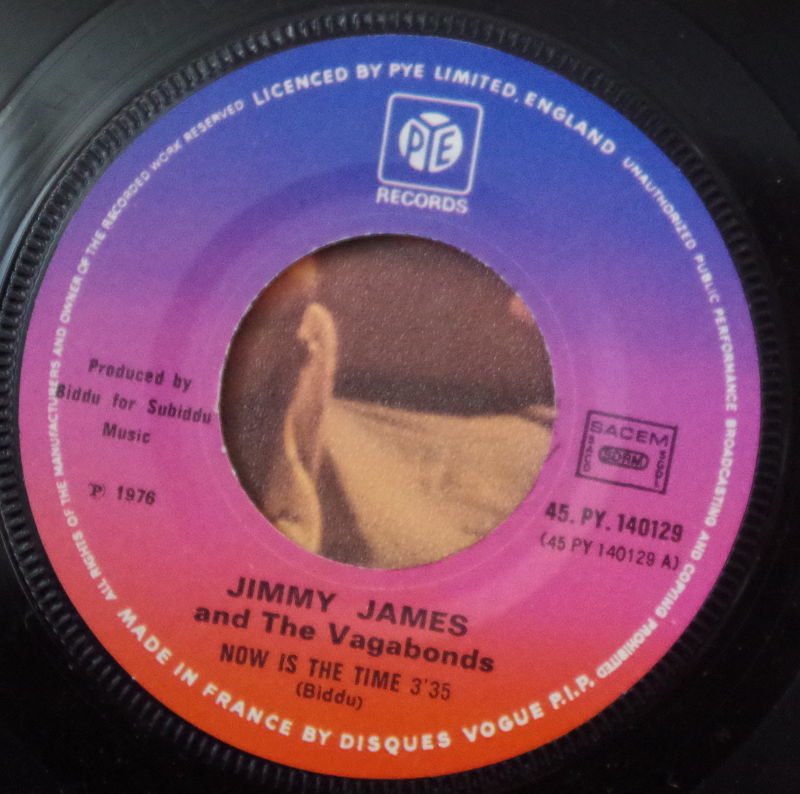 LICENCED BY PYE LIMITED, ENGLAND
UNAUTHORIZED PUBLIC PERFORMANCE BROADCASTING AND COPYING PROHIBITED
ALL RIGHTS OF THE MANUFACTURERS AND OWNER OF THE RECORDED WORK RESERVED
PYE
RECORDS
Produced by
Biddu for Subiddu
Music
℗ 1976
SACEM
SACD
SDRM
SGDL
45. PY. 140129
(45 PY 140129 A)
JIMMY JAMES
and The Vagabonds
NOW IS THE TIME 3'35
(Biddu)
MADE IN FRANCE BY DISQUES VOGUE P.I.P.